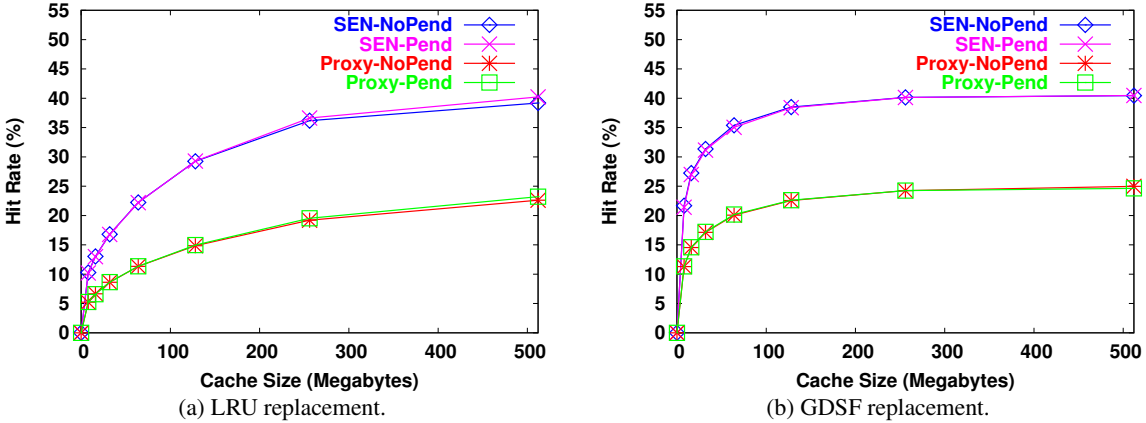 55
50
45
40
35
30
25
20
15
10
5
0
Hit Rate (%)
SEN-NoPend
SEN-Pend
Proxy-NoPend
Proxy-Pend
0 100 200 300 400 500
Cache Size (Megabytes)
(a) LRU replacement.
55
50
45
40
35
30
25
20
15
10
5
0
Hit Rate (%)
SEN-NoPend
SEN-Pend
Proxy-NoPend
Proxy-Pend
0 100 200 300 400 500
Cache Size (Megabytes)
(b) GDSF replacement.